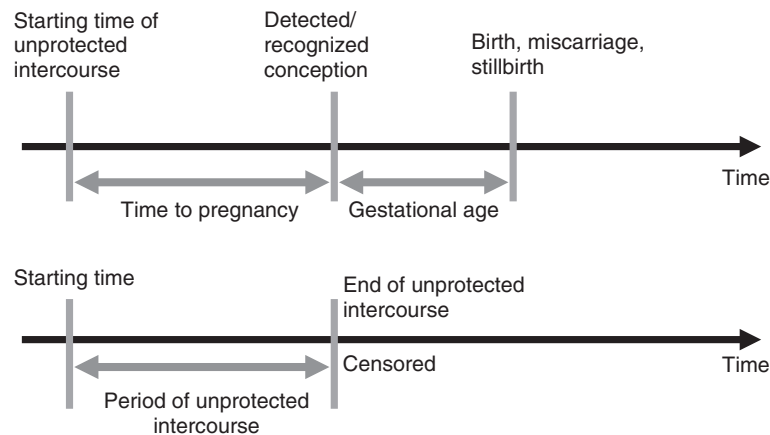 Starting time of
unprotected
intercourse
Detected/
recognized
conception
Birth, miscarriage,
stillbirth
Time
Time to pregnancy
Gestational age
Starting time
End of unprotected
intercourse
Censored
Time
Period of unprotected
intercourse